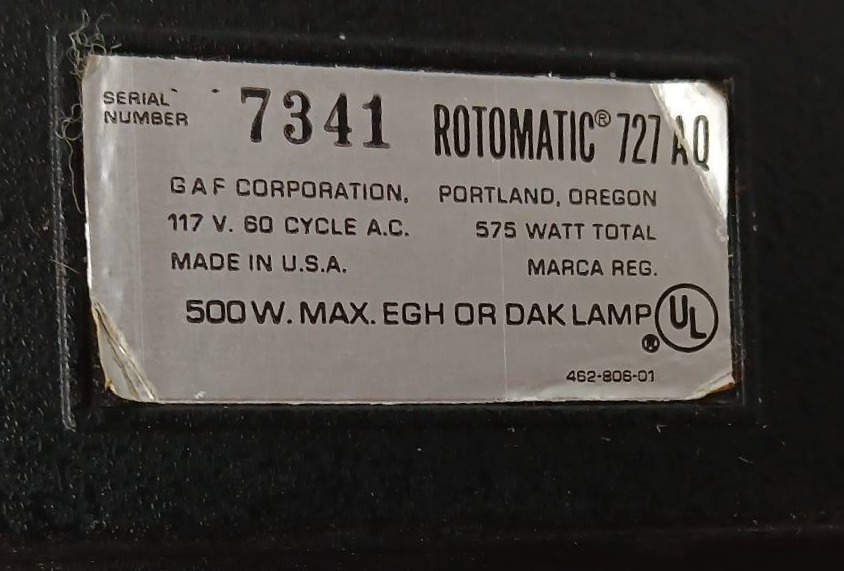 SERIAL NUMBER 7341 ROTOMATIC® 727 AQ
G A F CORPORATION, PORTLAND, OREGON
117 V. 60 CYCLE A.C. 575 WATT TOTAL
MADE IN U.S.A. MARCA REG.
500 W. MAX. EGH OR DAK LAMP UL ®
462-806-01